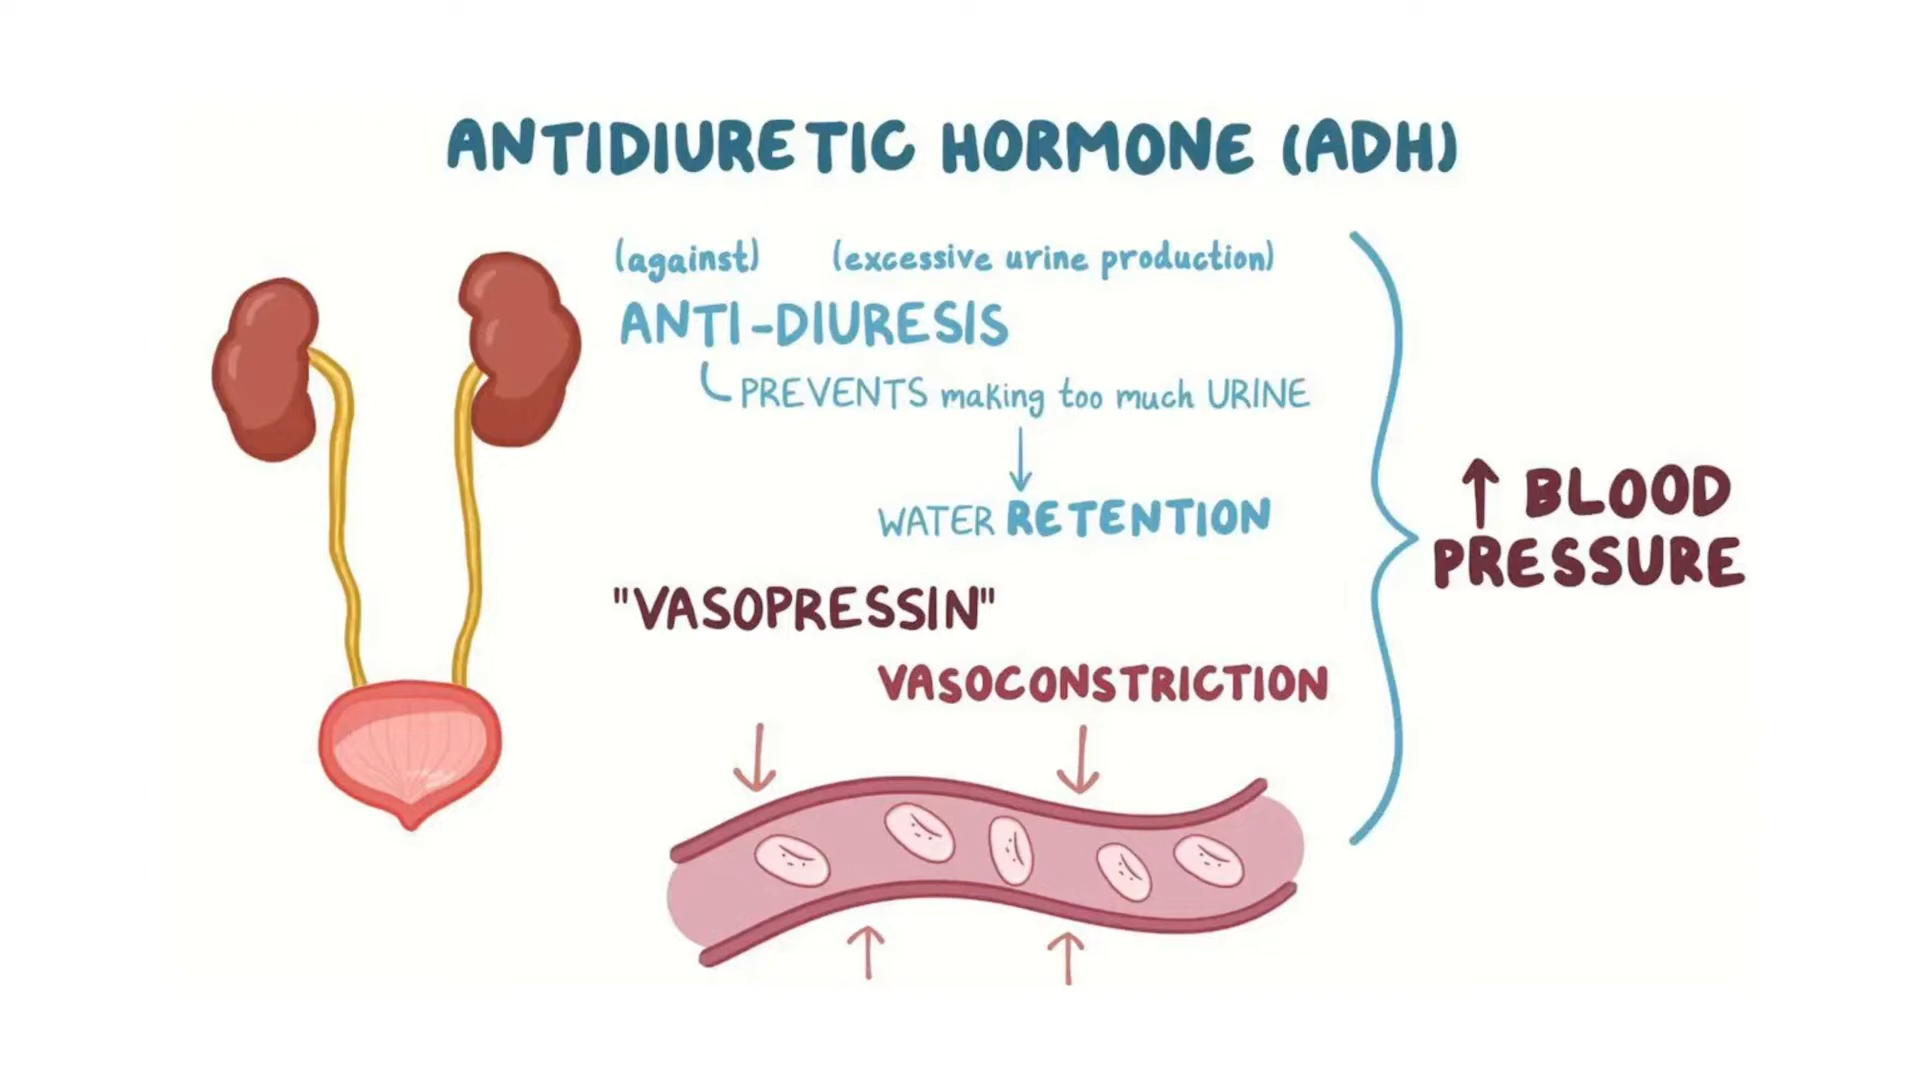 ANTIDIURETIC HORMONE (ADH)
(against) (excessive urine production)
ANTI-DIURESIS
PREVENTS making too much URINE
WATER RETENTION
"VASOPRESSIN"
VASOCONSTRICTION
↑ BLOOD
PRESSURE